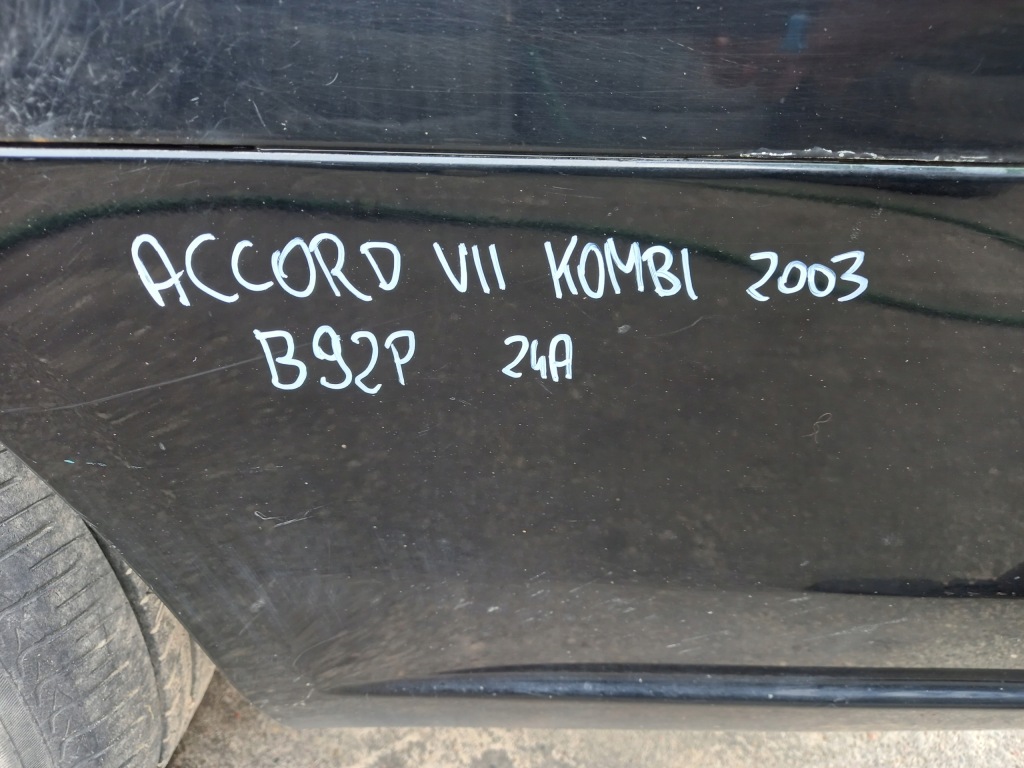 ACCORD VII KOMBI 2003
B92P 24A